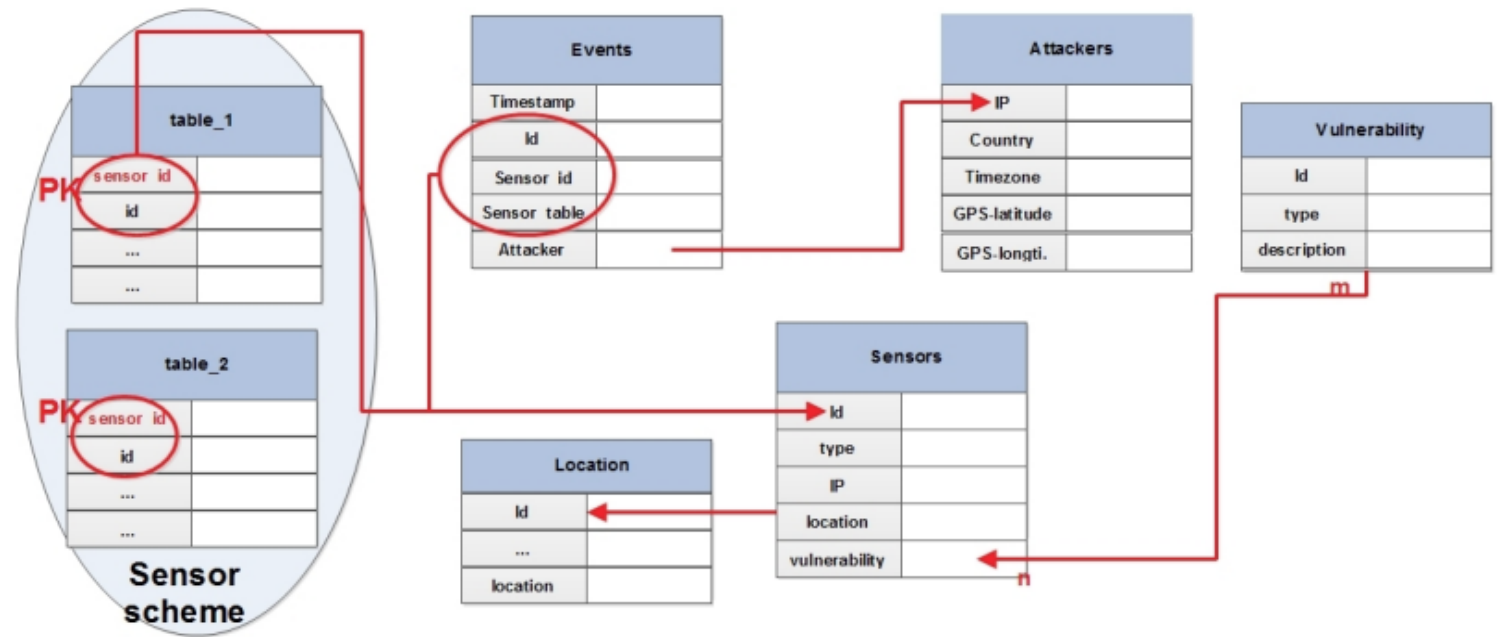 table_1
PK
sensor id
id
...
...
table_2
PK
sensor id
id
...
...
Sensor
scheme
Events
Timestamp
Id
Sensor id
Sensor table
Attacker
Attackers
IP
Country
Timezone
GPS-latitude
GPS-longti.
Vulnerability
Id
type
description
m
Sensors
Id
type
IP
location
vulnerability
n
Location
Id
...
location